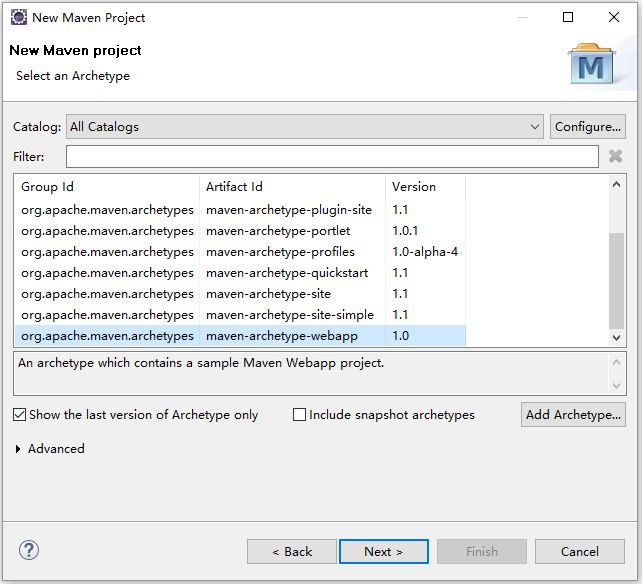 New Maven Project
New Maven project
Select an Archetype
M
Catalog: All Catalogs Configure...
Filter:
Group Id Artifact Id Version
org.apache.maven.archetypes maven-archetype-plugin-site 1.1
org.apache.maven.archetypes maven-archetype-portlet 1.0.1
org.apache.maven.archetypes maven-archetype-profiles 1.0-alpha-4
org.apache.maven.archetypes maven-archetype-quickstart 1.1
org.apache.maven.archetypes maven-archetype-site 1.1
org.apache.maven.archetypes maven-archetype-site-simple 1.1
org.apache.maven.archetypes maven-archetype-webapp 1.0
An archetype which contains a sample Maven Webapp project.
Show the last version of Archetype only Include snapshot archetypes Add Archetype...
Advanced
? < Back Next > Finish Cancel